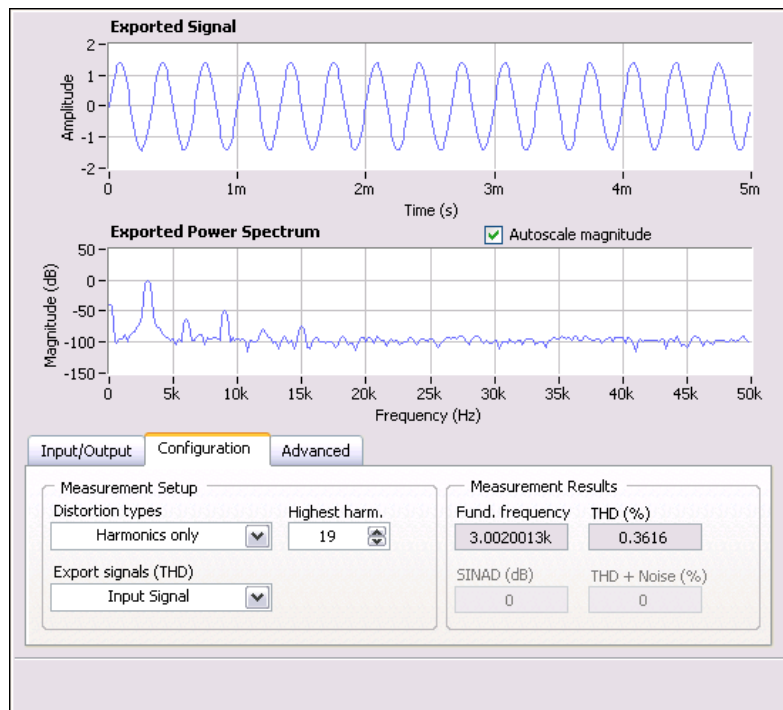 Exported Signal
2
1
0
-1
-2
Amplitude
0 1m 2m 3m 4m 5m
Time (s)
Exported Power Spectrum
Autoscale magnitude
50
0
-50
-100
-150
Magnitude (dB)
0 5k 10k 15k 20k 25k 30k 35k 40k 45k 50k
Frequency (Hz)
Input/Output Configuration Advanced
Measurement Setup
Distortion types Highest harm.
Harmonics only 19
Export signals (THD)
Input Signal
Measurement Results
Fund. frequency THD (%)
3.0020013k 0.3616
SINAD (dB) THD + Noise (%)
0 0